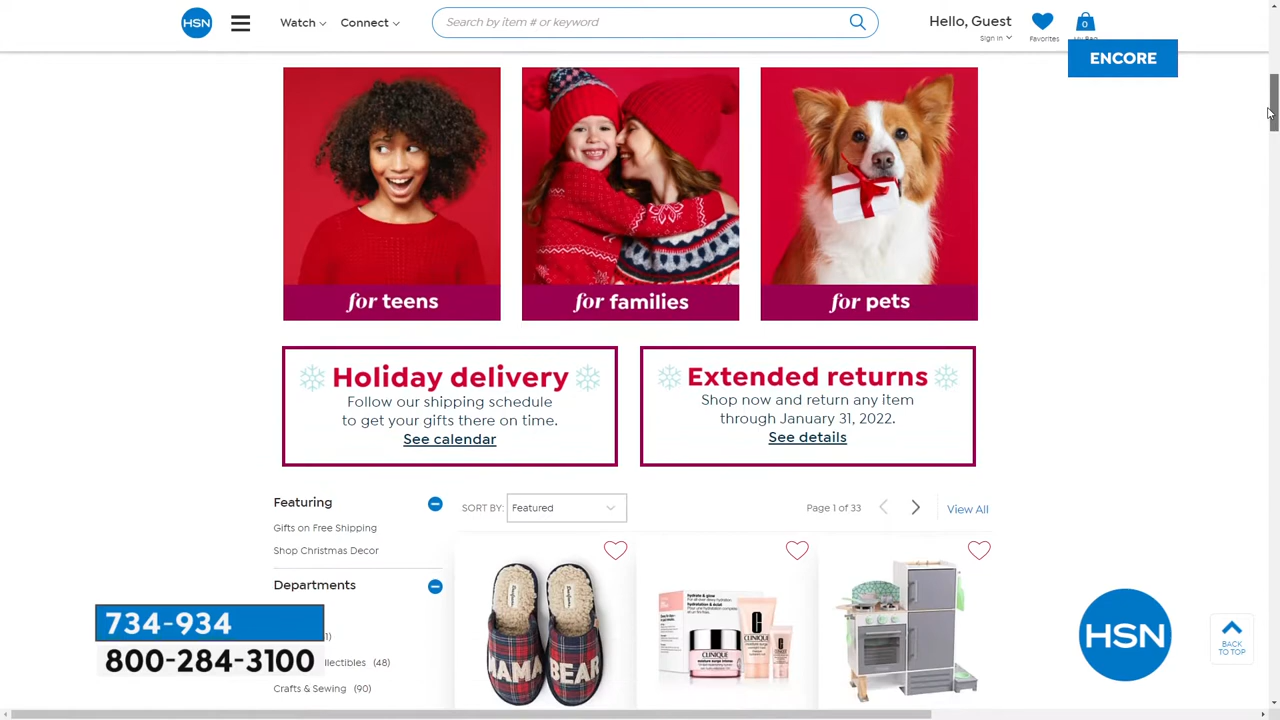 HSN
Watch
Connect
Search by item # or keyword
Hello, Guest
Sign In
Favorites
0
ENCORE
for teens
for families
for pets
Holiday delivery
Follow our shipping schedule
to get your gifts there on time.
See calendar
Extended returns
Shop now and return any item
through January 31, 2022.
See details
Featuring
Gifts on Free Shipping
Shop Christmas Decor
Departments
SORT BY: Featured
Page 1 of 33
View All
734-934
800-284-3100
(48)
Crafts & Sewing (90)
MAMA BEAR
CLINIQUE
CLINIQUE
HSN
BACK
TO TOP